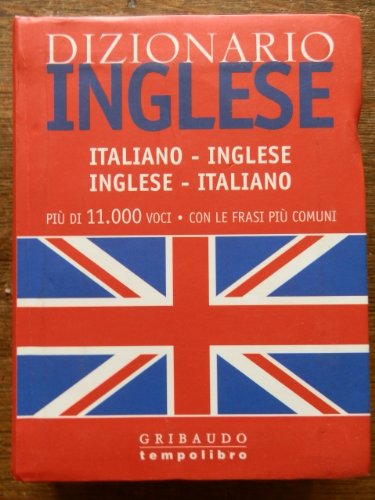 DIZIONARIO
INGLESE
ITALIANO - INGLESE
INGLESE - ITALIANO
PIÙ DI 11.000 VOCI • CON LE FRASI PIÙ COMUNI
GRIBAUDO
tempolibro